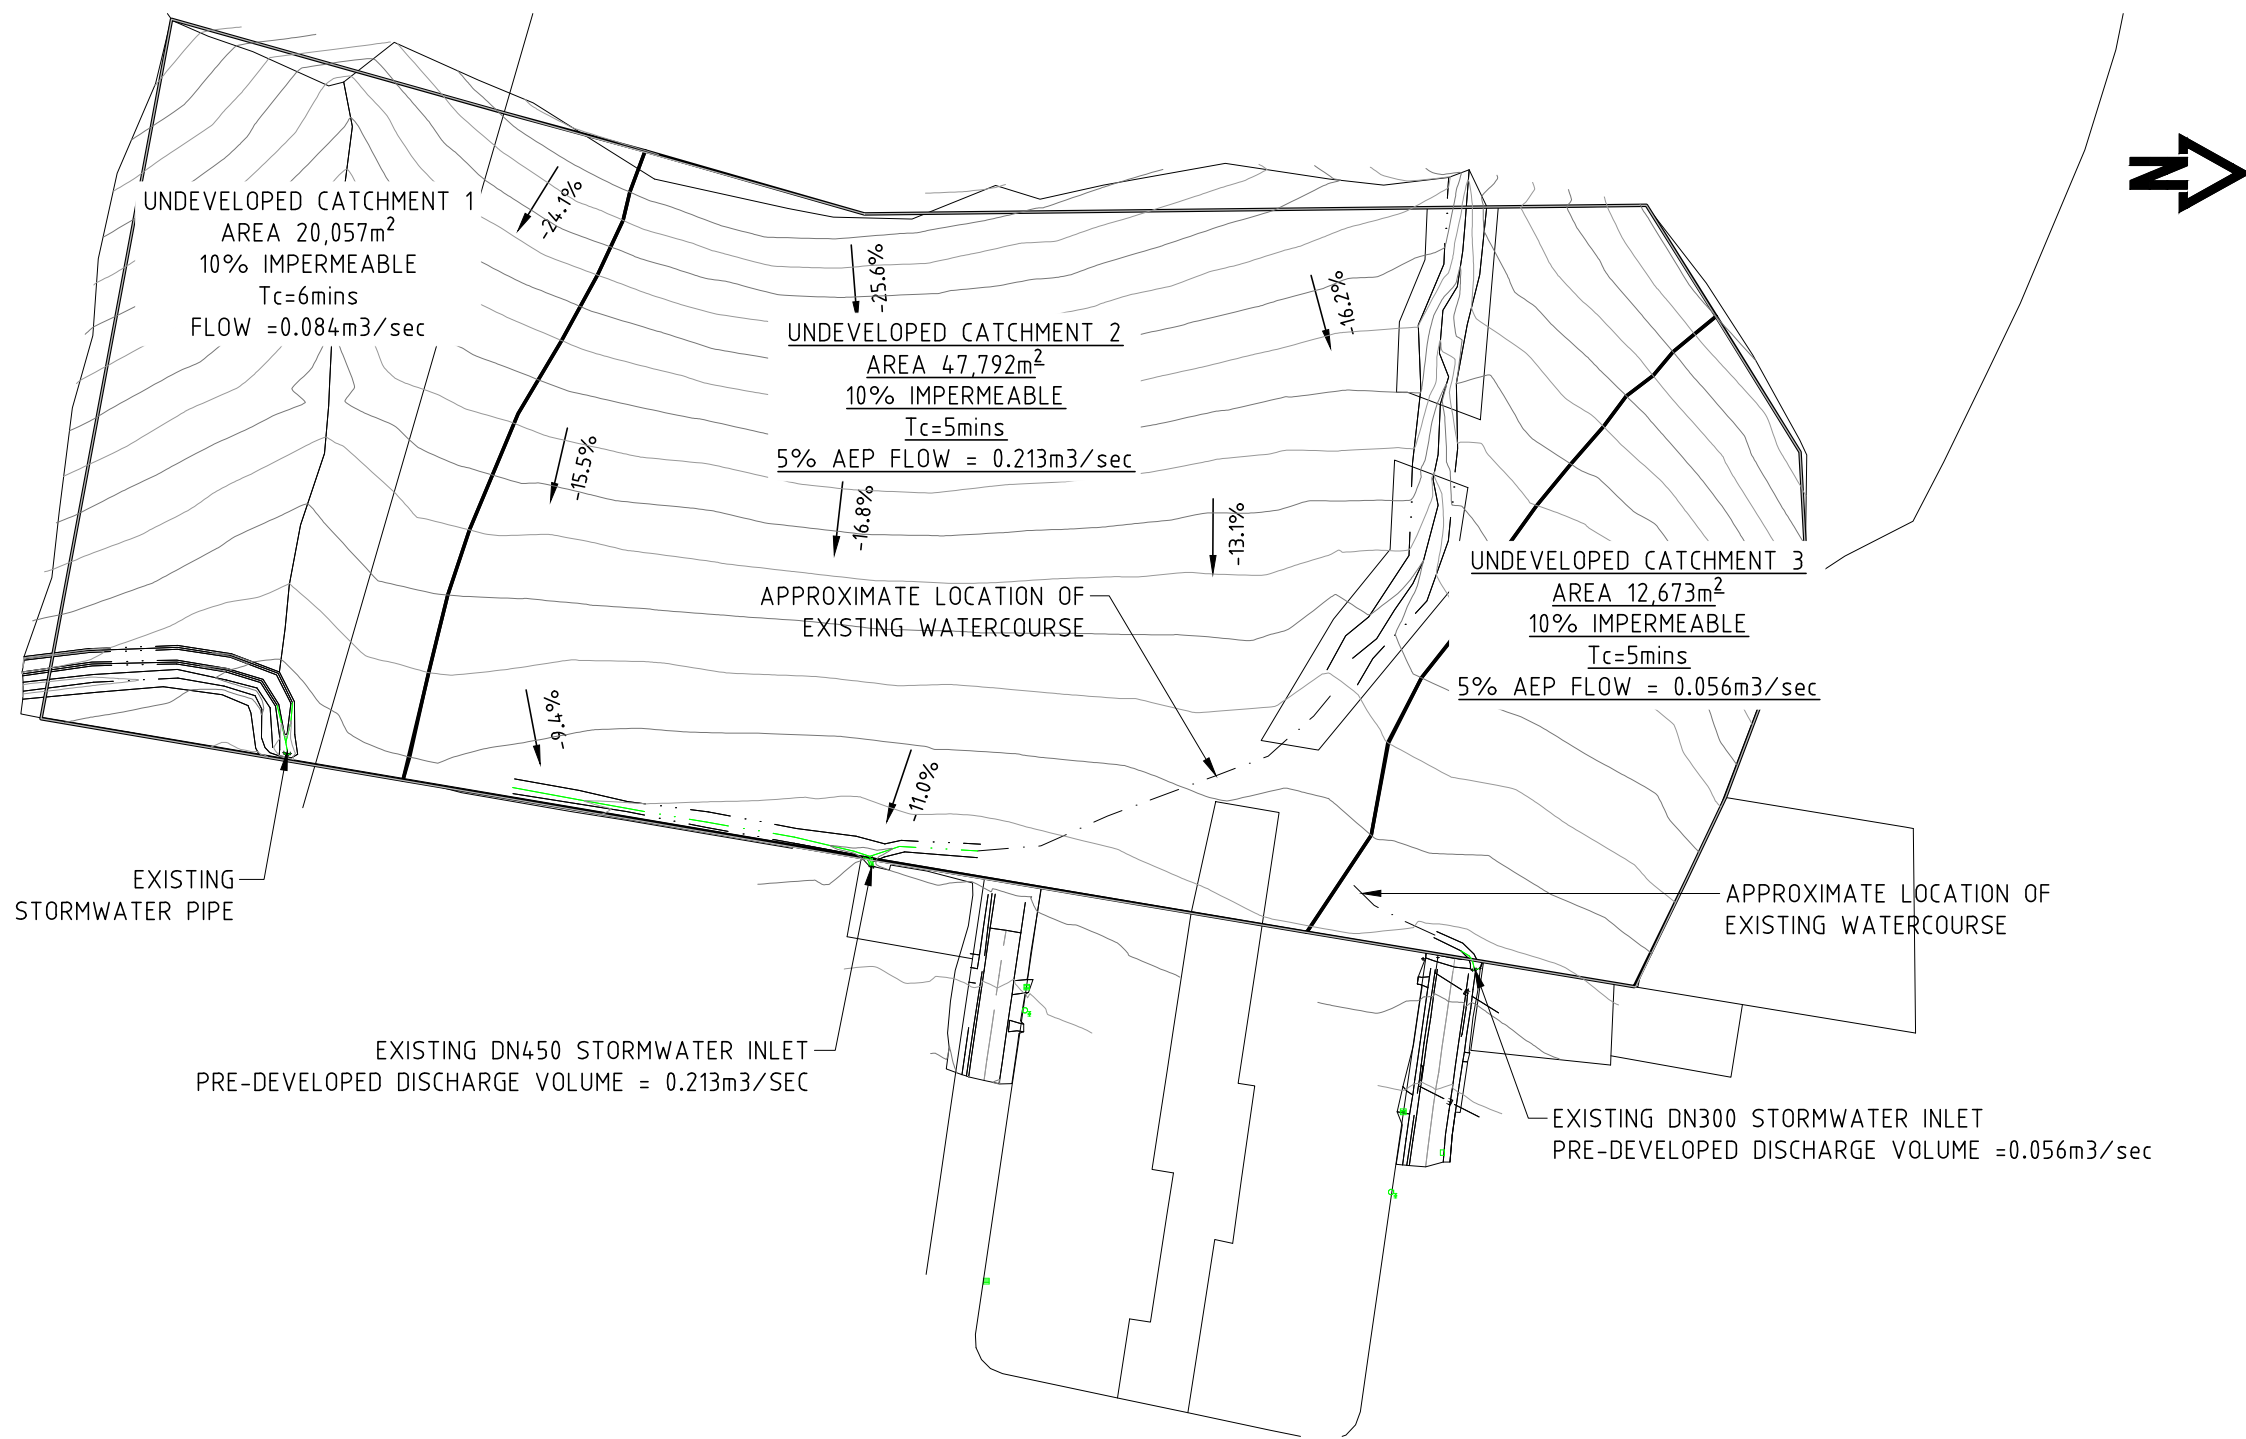 UNDEVELOPED CATCHMENT 1
AREA 20,057m²
10% IMPERMEABLE
Tc=6mins
FLOW =0.084m3/sec
-24.1%
-25.6%
-16.2%
N
UNDEVELOPED CATCHMENT 2
AREA 47,792m²
10% IMPERMEABLE
Tc=5mins
5% AEP FLOW = 0.213m3/sec
-15.5%
-16.8%
-13.1%
UNDEVELOPED CATCHMENT 3
AREA 12,673m²
10% IMPERMEABLE
Tc=5mins
5% AEP FLOW = 0.056m3/sec
APPROXIMATE LOCATION OF
EXISTING WATERCOURSE
-9.4%
-11.0%
EXISTING
STORMWATER PIPE
APPROXIMATE LOCATION OF
EXISTING WATERCOURSE
EXISTING DN450 STORMWATER INLET
PRE-DEVELOPED DISCHARGE VOLUME = 0.213m3/SEC
EXISTING DN300 STORMWATER INLET
PRE-DEVELOPED DISCHARGE VOLUME =0.056m3/sec